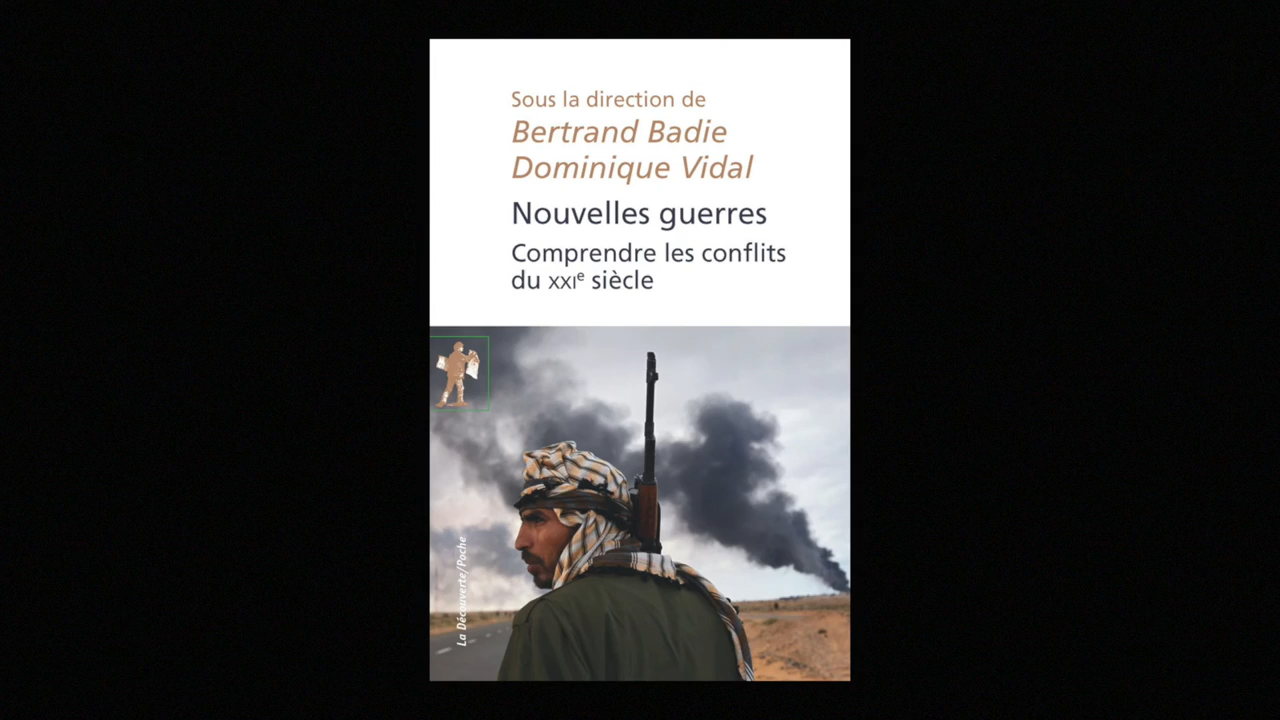 Sous la direction de
Bertrand Badie
Dominique Vidal
Nouvelles guerres
Comprendre les conflits
du XXIe siècle
La Découverte/Poche